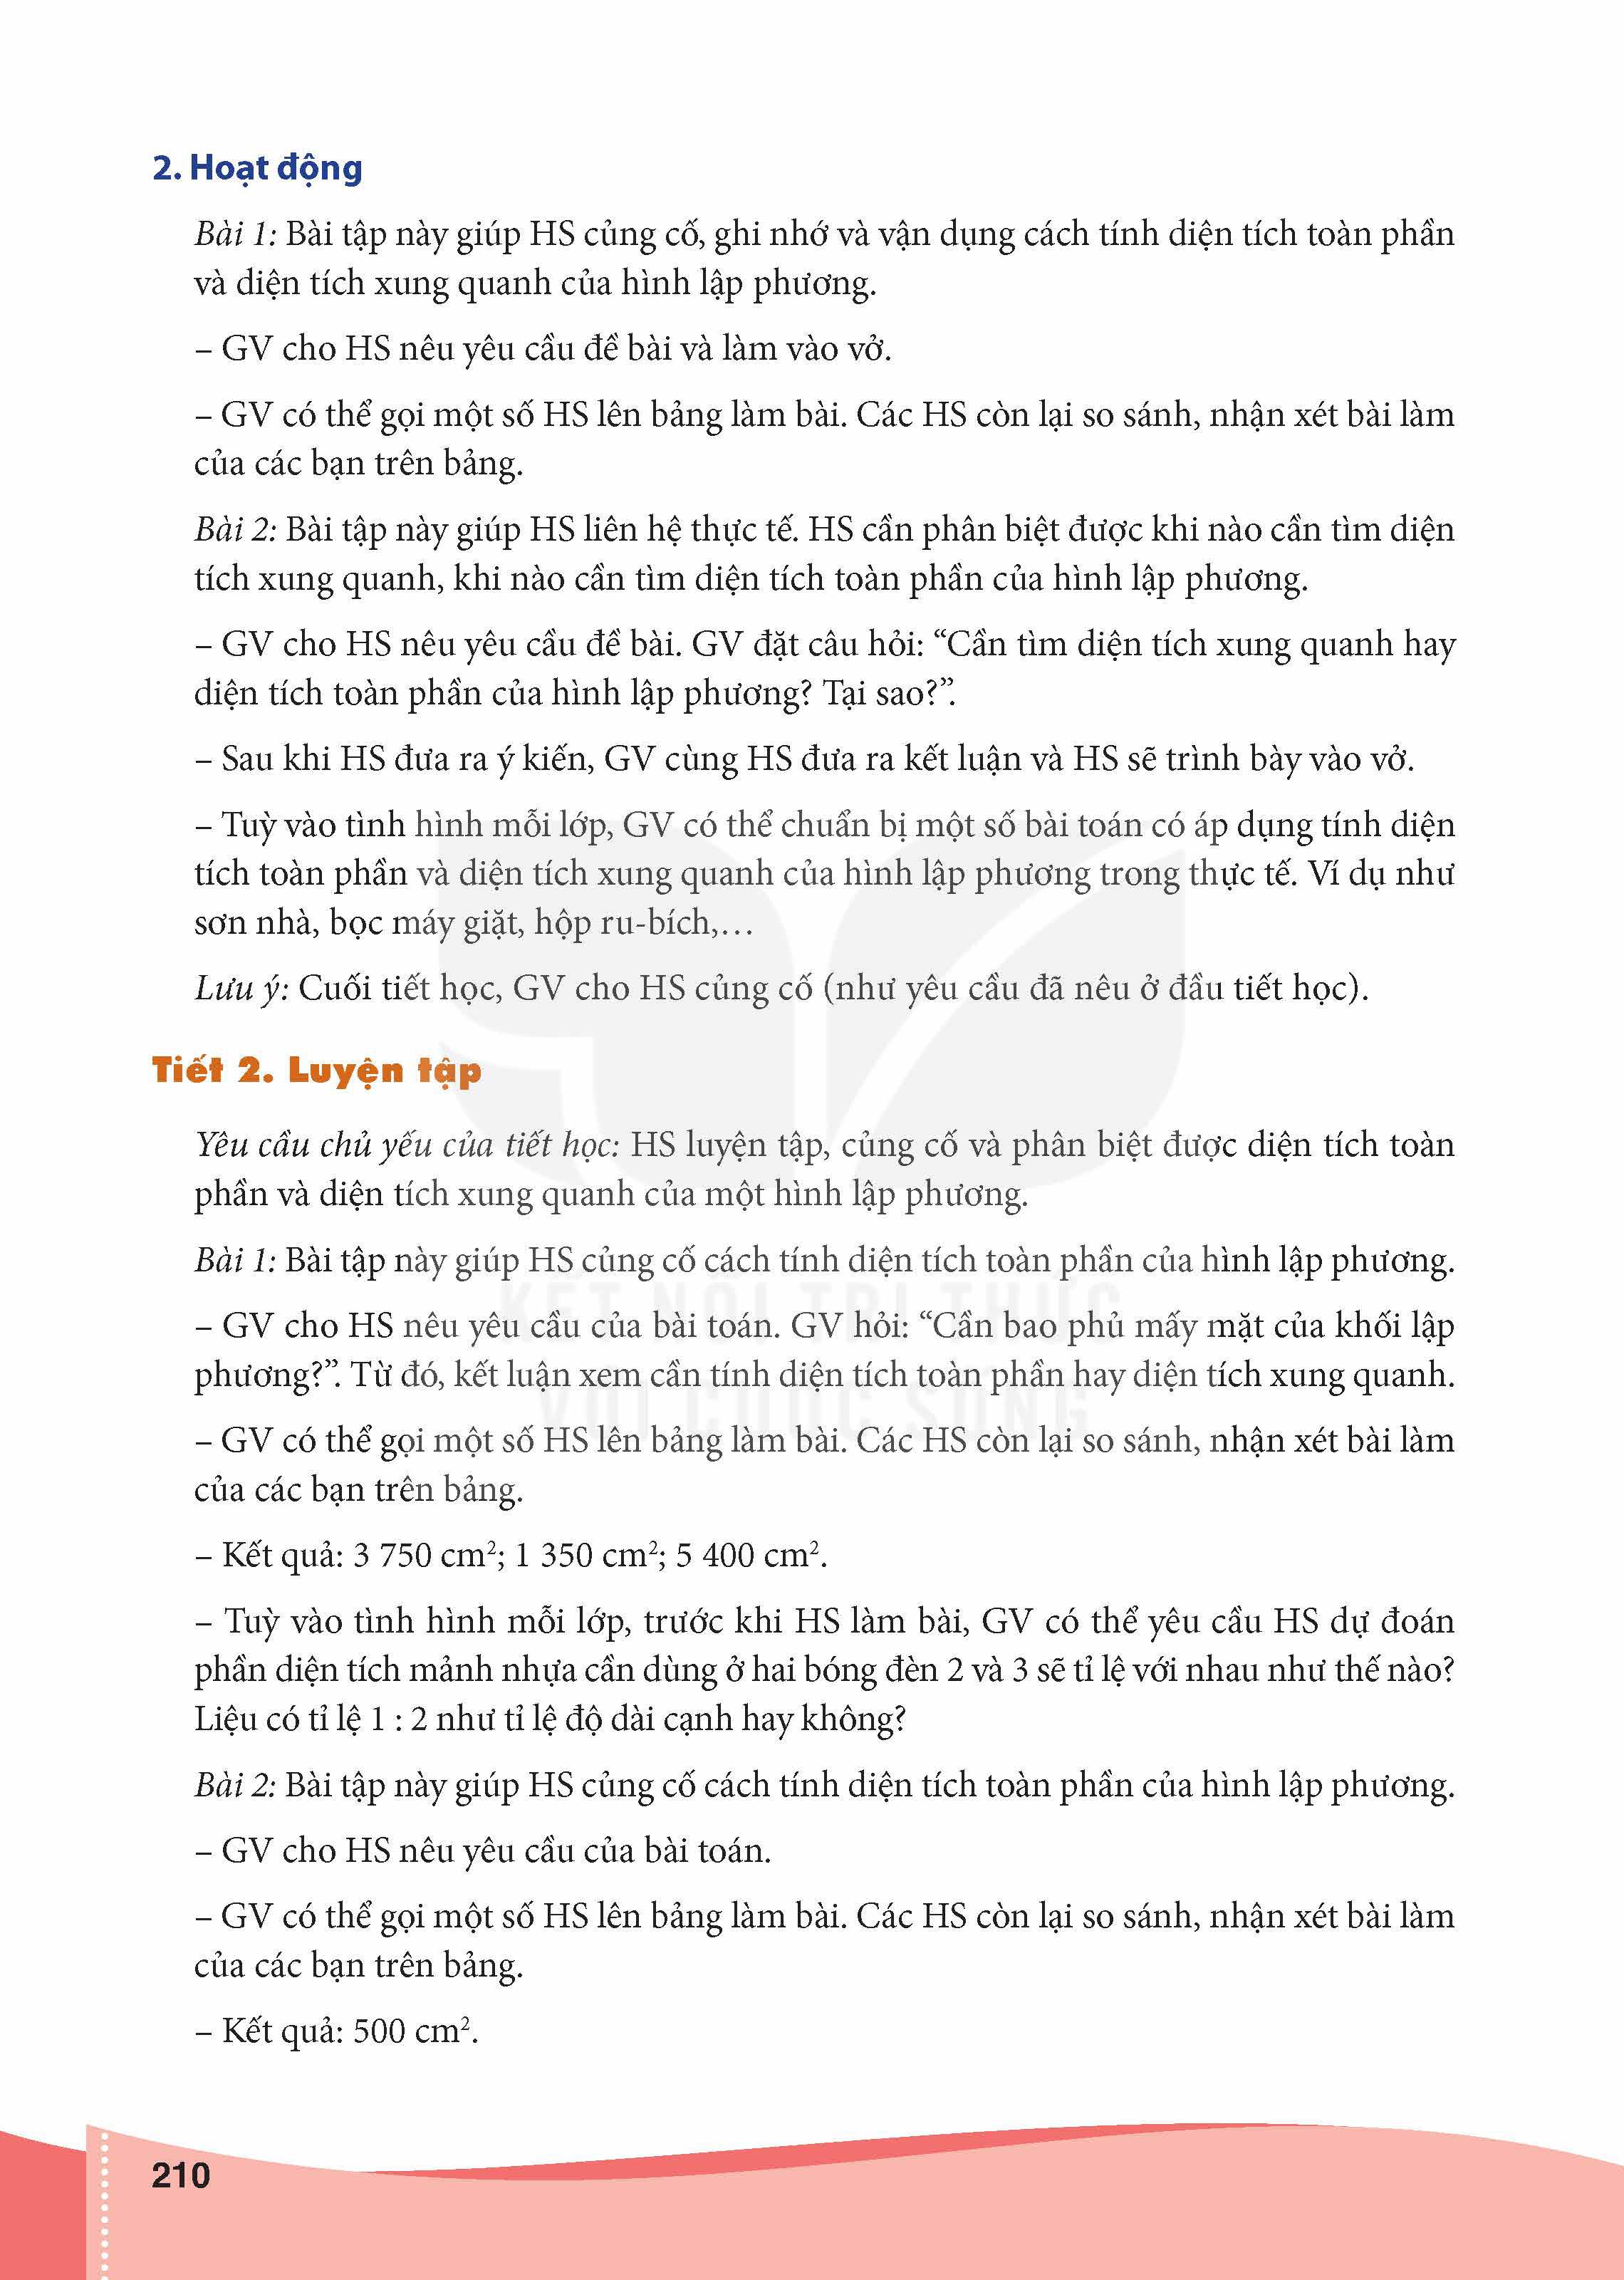 2. Hoạt động
Bài 1: Bài tập này giúp HS củng cố, ghi nhớ và vận dụng cách tính diện tích toàn phần
và diện tích xung quanh của hình lập phương.
– GV cho HS nêu yêu cầu đề bài và làm vào vở.
– GV có thể gọi một số HS lên bảng làm bài. Các HS còn lại so sánh, nhận xét bài làm
của các bạn trên bảng.
Bài 2: Bài tập này giúp HS liên hệ thực tế. HS cần phân biệt được khi nào cần tìm diện
tích xung quanh, khi nào cần tìm diện tích toàn phần của hình lập phương.
– GV cho HS nêu yêu cầu đề bài. GV đặt câu hỏi: “Cần tìm diện tích xung quanh hay
diện tích toàn phần của hình lập phương? Tại sao?”.
– Sau khi HS đưa ra ý kiến, GV cùng HS đưa ra kết luận và HS sẽ trình bày vào vở.
– Tuỳ vào tình hình mỗi lớp, GV có thể chuẩn bị một số bài toán có áp dụng tính diện
tích toàn phần và diện tích xung quanh của hình lập phương trong thực tế. Ví dụ như
sơn nhà, bọc máy giặt, hộp ru-bích,…
Lưu ý: Cuối tiết học, GV cho HS củng cố (như yêu cầu đã nêu ở đầu tiết học).
Tiết 2. Luyện tập
Yêu cầu chủ yếu của tiết học: HS luyện tập, củng cố và phân biệt được diện tích toàn
phần và diện tích xung quanh của một hình lập phương.
Bài 1: Bài tập này giúp HS củng cố cách tính diện tích toàn phần của hình lập phương.
KẾT NỐI TRI THỨC
– GV cho HS nêu yêu cầu của bài toán. GV hỏi: “Cần bao phủ mấy mặt của khối lập
phương?”. Từ đó, kết luận xem cần tính diện tích toàn phần hay diện tích xung quanh.
VỚI CUỘC SỐNG
– GV có thể gọi một số HS lên bảng làm bài. Các HS còn lại so sánh, nhận xét bài làm
của các bạn trên bảng.
– Kết quả: 3 750 cm²; 1 350 cm²; 5 400 cm².
– Tuỳ vào tình hình mỗi lớp, trước khi HS làm bài, GV có thể yêu cầu HS dự đoán
phần diện tích mảnh nhựa cần dùng ở hai bóng đèn 2 và 3 sẽ tỉ lệ với nhau như thế nào?
Liệu có tỉ lệ 1 : 2 như tỉ lệ độ dài cạnh hay không?
Bài 2: Bài tập này giúp HS củng cố cách tính diện tích toàn phần của hình lập phương.
– GV cho HS nêu yêu cầu của bài toán.
– GV có thể gọi một số HS lên bảng làm bài. Các HS còn lại so sánh, nhận xét bài làm
của các bạn trên bảng.
– Kết quả: 500 cm².
210